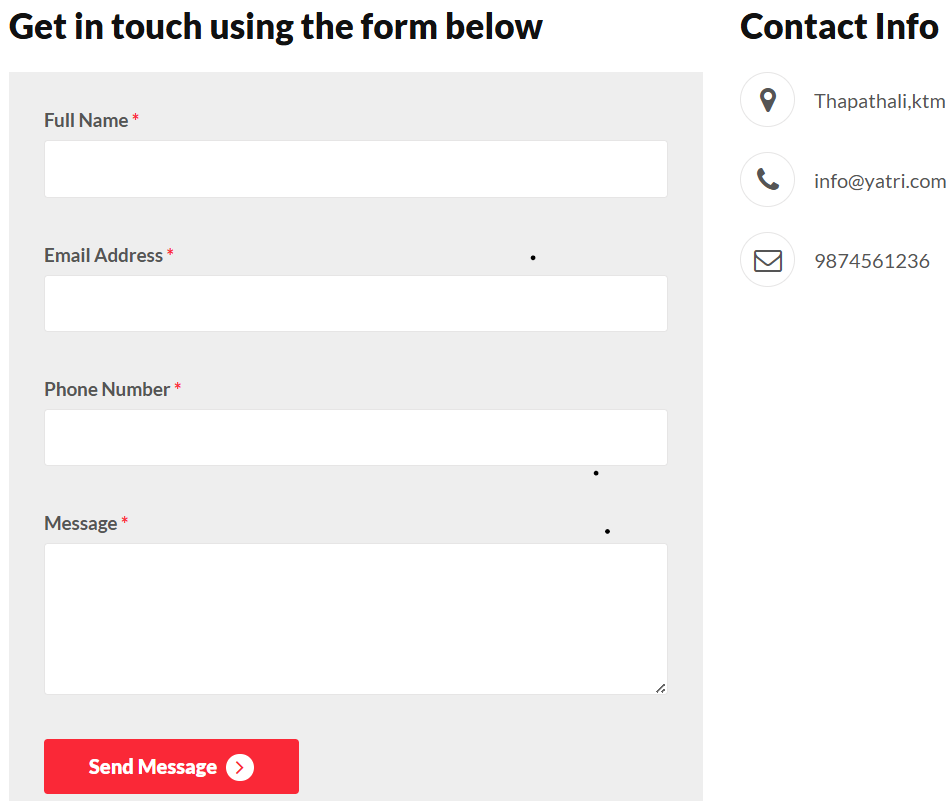 Get in touch using the form below
Full Name *
Email Address *
Phone Number *
Message *
Send Message
Contact Info
Thapathali,ktm
info@yatri.com
9874561236